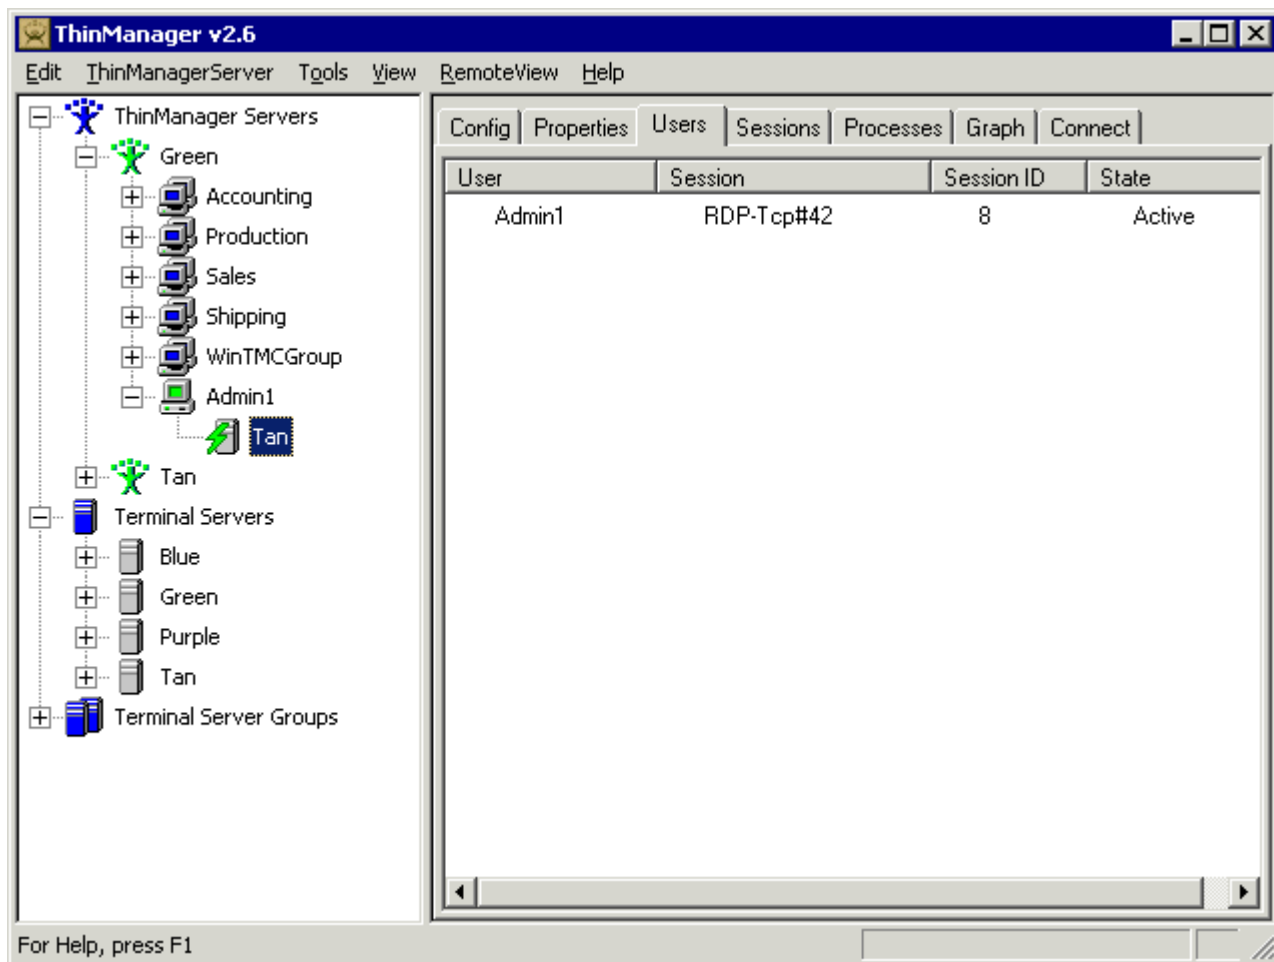 ThinManager v2.6
Edit ThinManagerServer Tools View RemoteView Help
ThinManager Servers
Green
Accounting
Production
Sales
Shipping
WinTMCGroup
Admin1
Tan
Tan
Terminal Servers
Blue
Green
Purple
Tan
Terminal Server Groups
Config Properties Users Sessions Processes Graph Connect
User Session Session ID State
Admin1 RDP-Tcp#42 8 Active
For Help, press F1